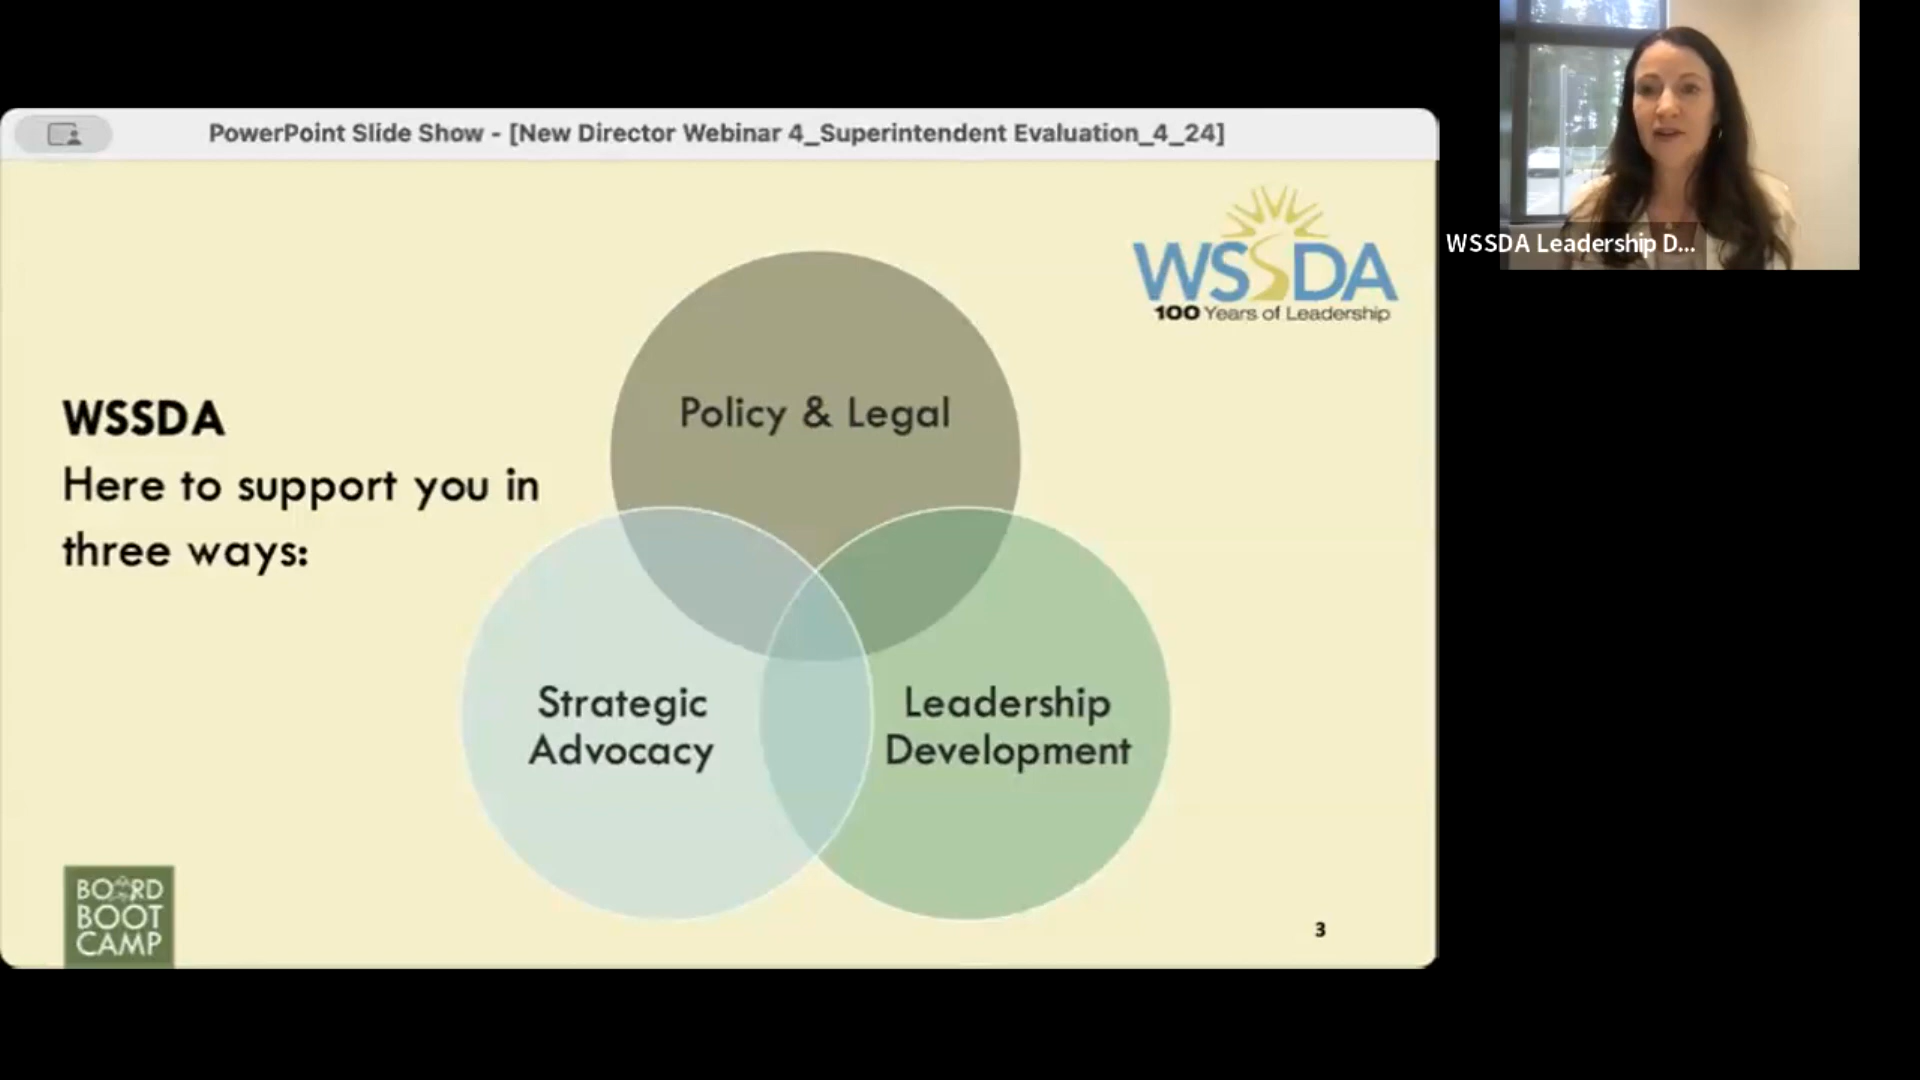 PowerPoint Slide Show - [New Director Webinar 4_Superintendent Evaluation_4_24]
WSSDA
100 Years of Leadership
WSSDA Leadership D...
Policy & Legal
WSSDA
Here to support you in
three ways:
Strategic
Advocacy
Leadership
Development
BOARD
BOOT
CAMP
3